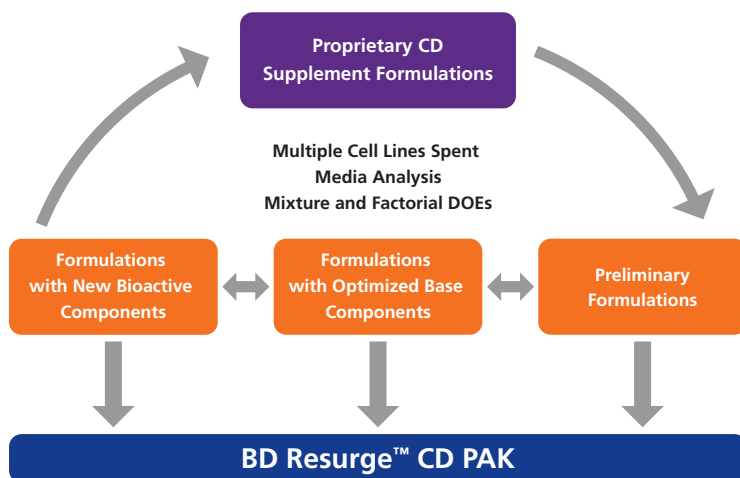 Proprietary CD
Supplement Formulations
Multiple Cell Lines Spent
Media Analysis
Mixture and Factorial DOEs
Formulations
with New Bioactive
Components
Formulations
with Optimized Base
Components
Preliminary
Formulations
BD Resurge™ CD PAK